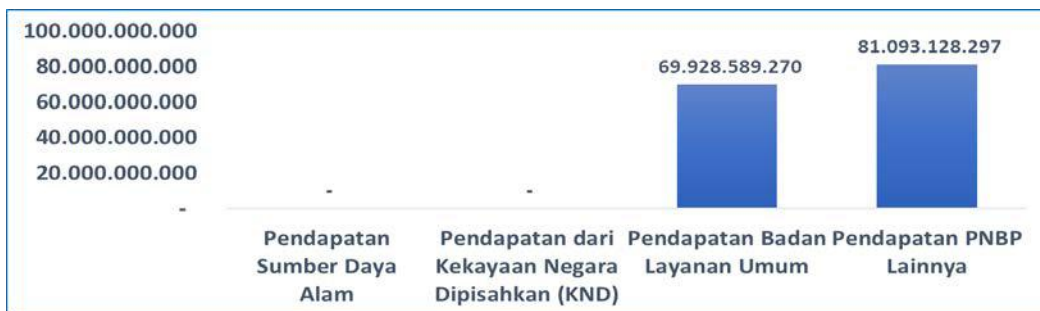 100.000.000.000
80.000.000.000
60.000.000.000
40.000.000.000
20.000.000.000
-
-
-
69.928.589.270
81.093.128.297
Pendapatan
Sumber Daya
Alam
Pendapatan dari
Kekayaan Negara
Dipisahkan (KND)
Pendapatan Badan
Layanan Umum
Pendapatan PNBP
Lainnya